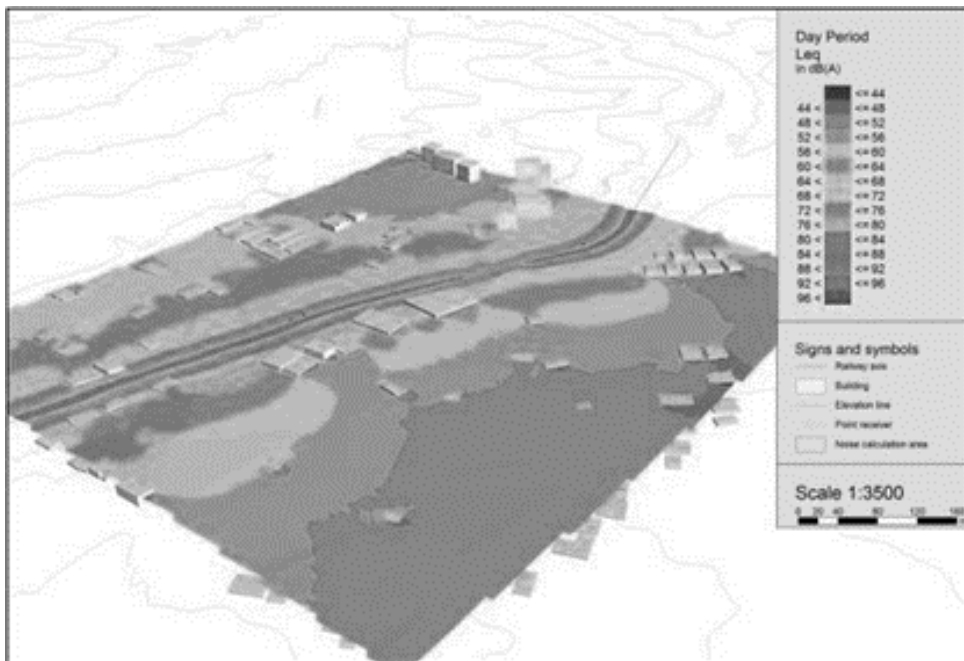 Day Period
Leq
in dB(A)
<= 44
44 < <= 48
48 < <= 52
52 < <= 56
56 < <= 60
60 < <= 64
64 < <= 68
68 < <= 72
72 < <= 76
76 < <= 80
80 < <= 84
84 < <= 88
88 < <= 92
92 < <= 96
96 <
Signs and symbols
Railway axis
Building
Elevation line
Point receiver
Noise calculation area
Scale 1:3500
0 20 40 80 120 160